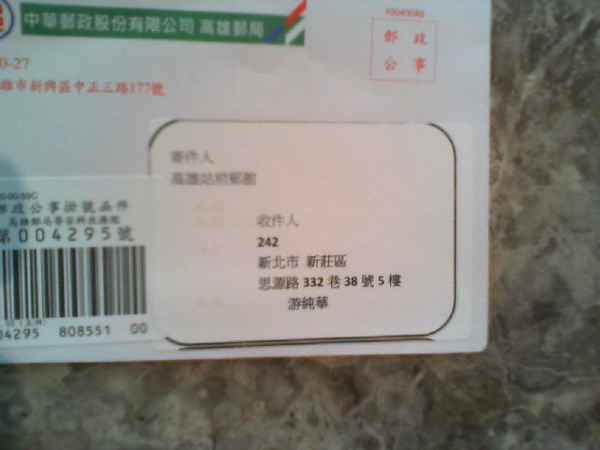 中華郵政股份有限公司 高雄郵局
0-27
雄市新興區中正三路177號
+0040048
郵政
公事
寄件人
高雄站前郵館
收件人
242
新北市 新莊區
思源路 332 巷 38 號 5 樓
游純華
郵政公事掛號函件
第004295號
04295 808551 00